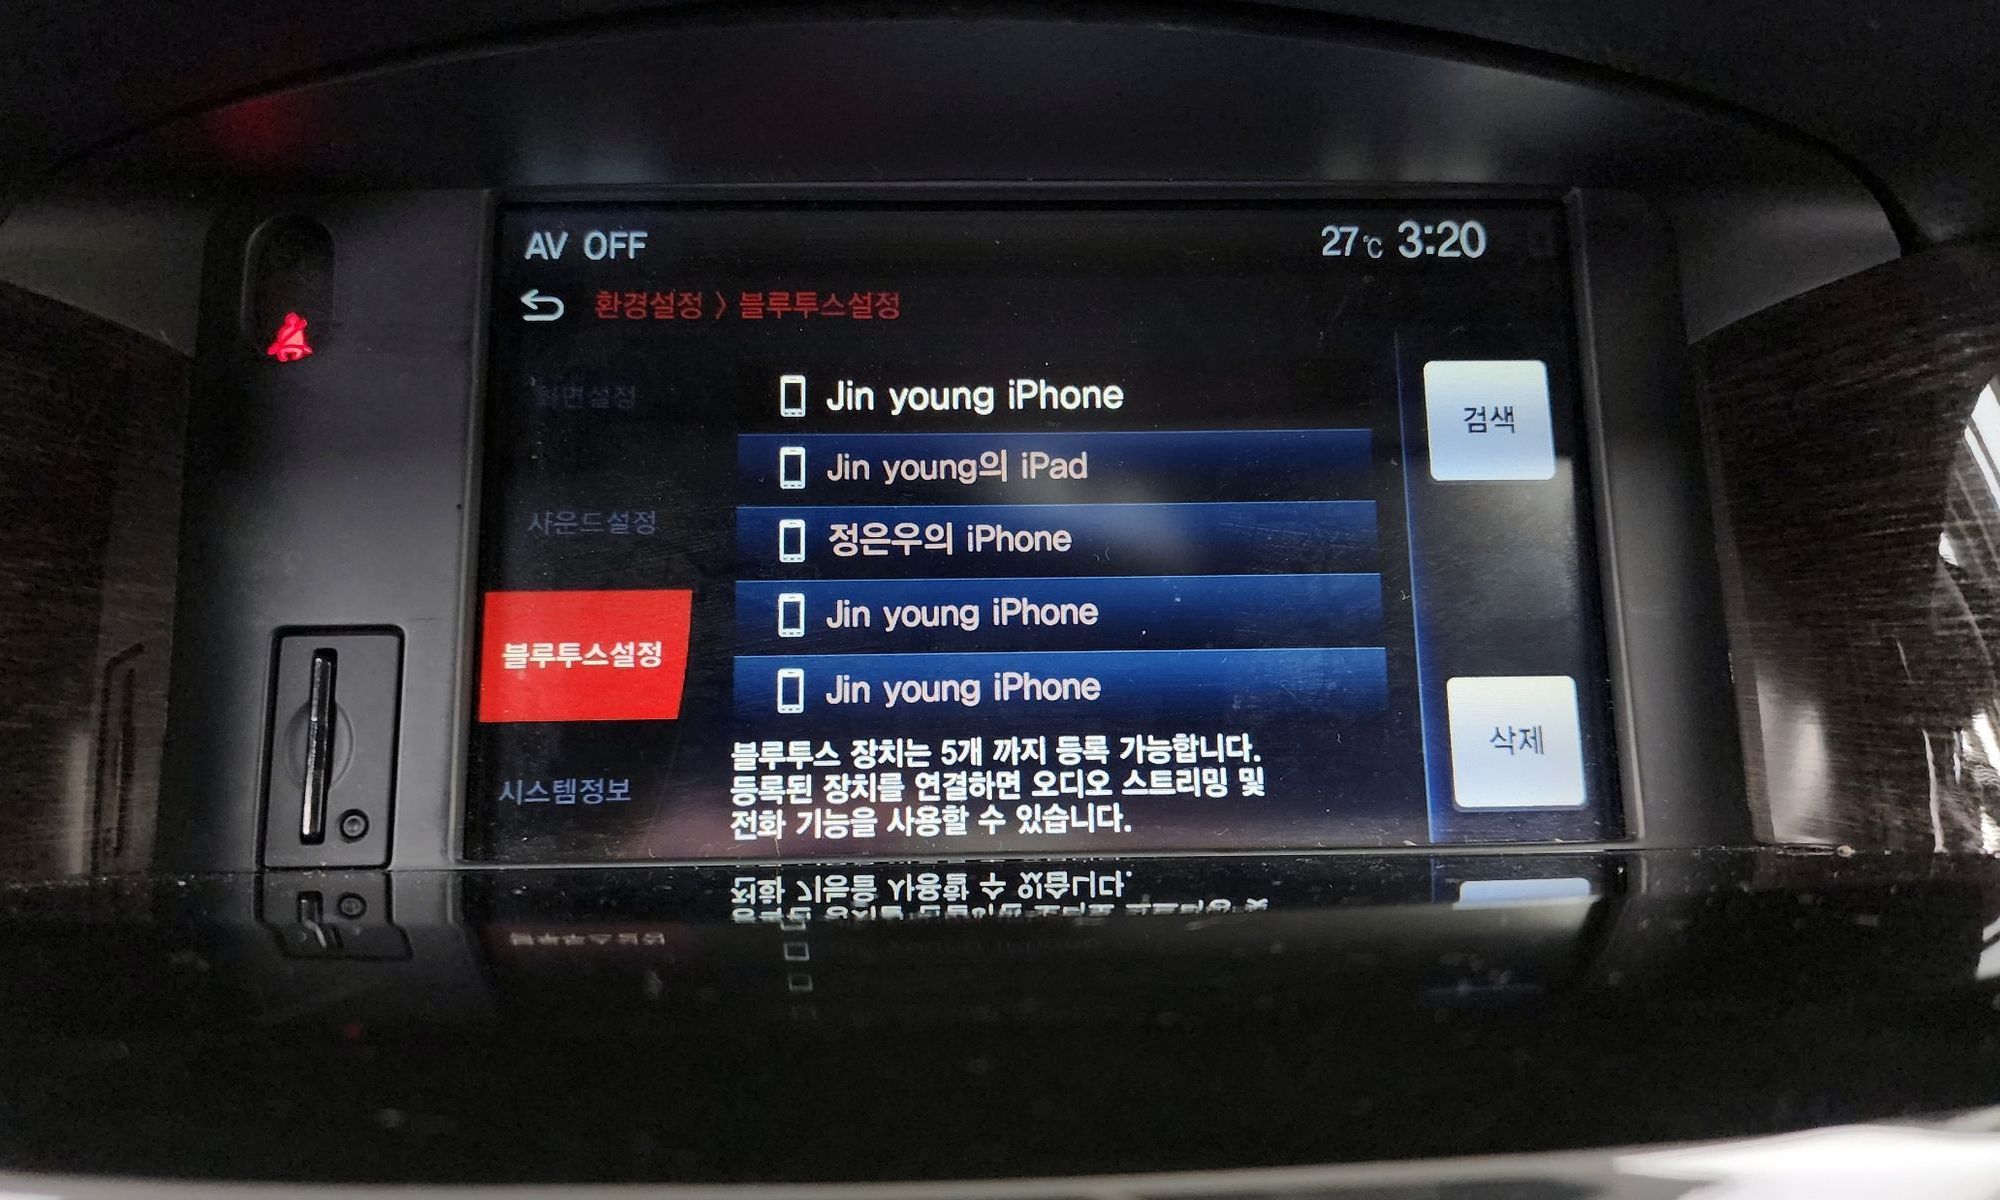 AV OFF
27℃ 3:20
환경설정 > 블루투스설정
화면설정
사운드설정
블루투스설정
시스템정보
Jin young iPhone
Jin young의 iPad
정은우의 iPhone
Jin young iPhone
Jin young iPhone
블루투스 장치는 5개 까지 등록 가능합니다.
등록된 장치를 연결하면 오디오 스트리밍 및
전화 기능을 사용할 수 있습니다.
검색
삭제